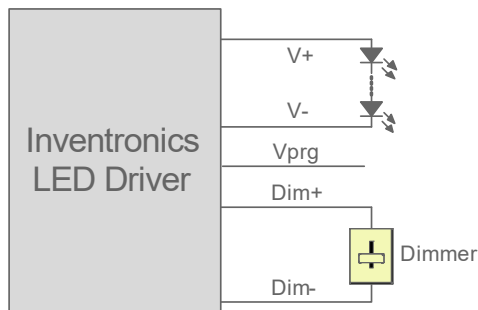 Inventronics
LED Driver
V+
V-
Vprg
Dim+
Dimmer
Dim-